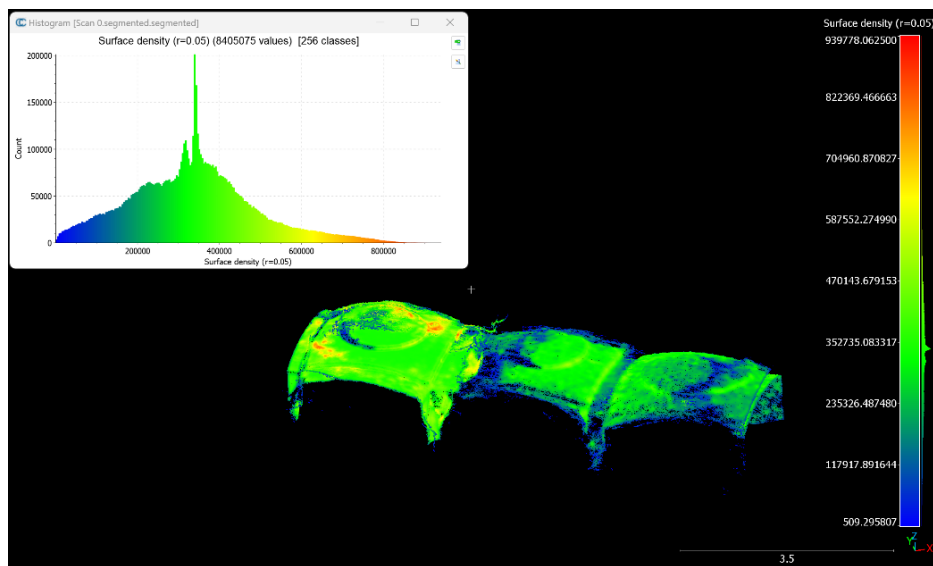 Histogram [Scan 0.segmented.segmented]
Surface density (r=0.05) (8405075 values) [256 classes]
200000
150000
100000
50000
0
Count
200000
400000
600000
800000
Surface density (r=0.05)
Surface density (r=0.05)
939778.062500
822369.466663
704960.870827
587552.274990
470143.679153
352735.083317
235326.487480
117917.891644
509.295807
Z
Y
X
3.5